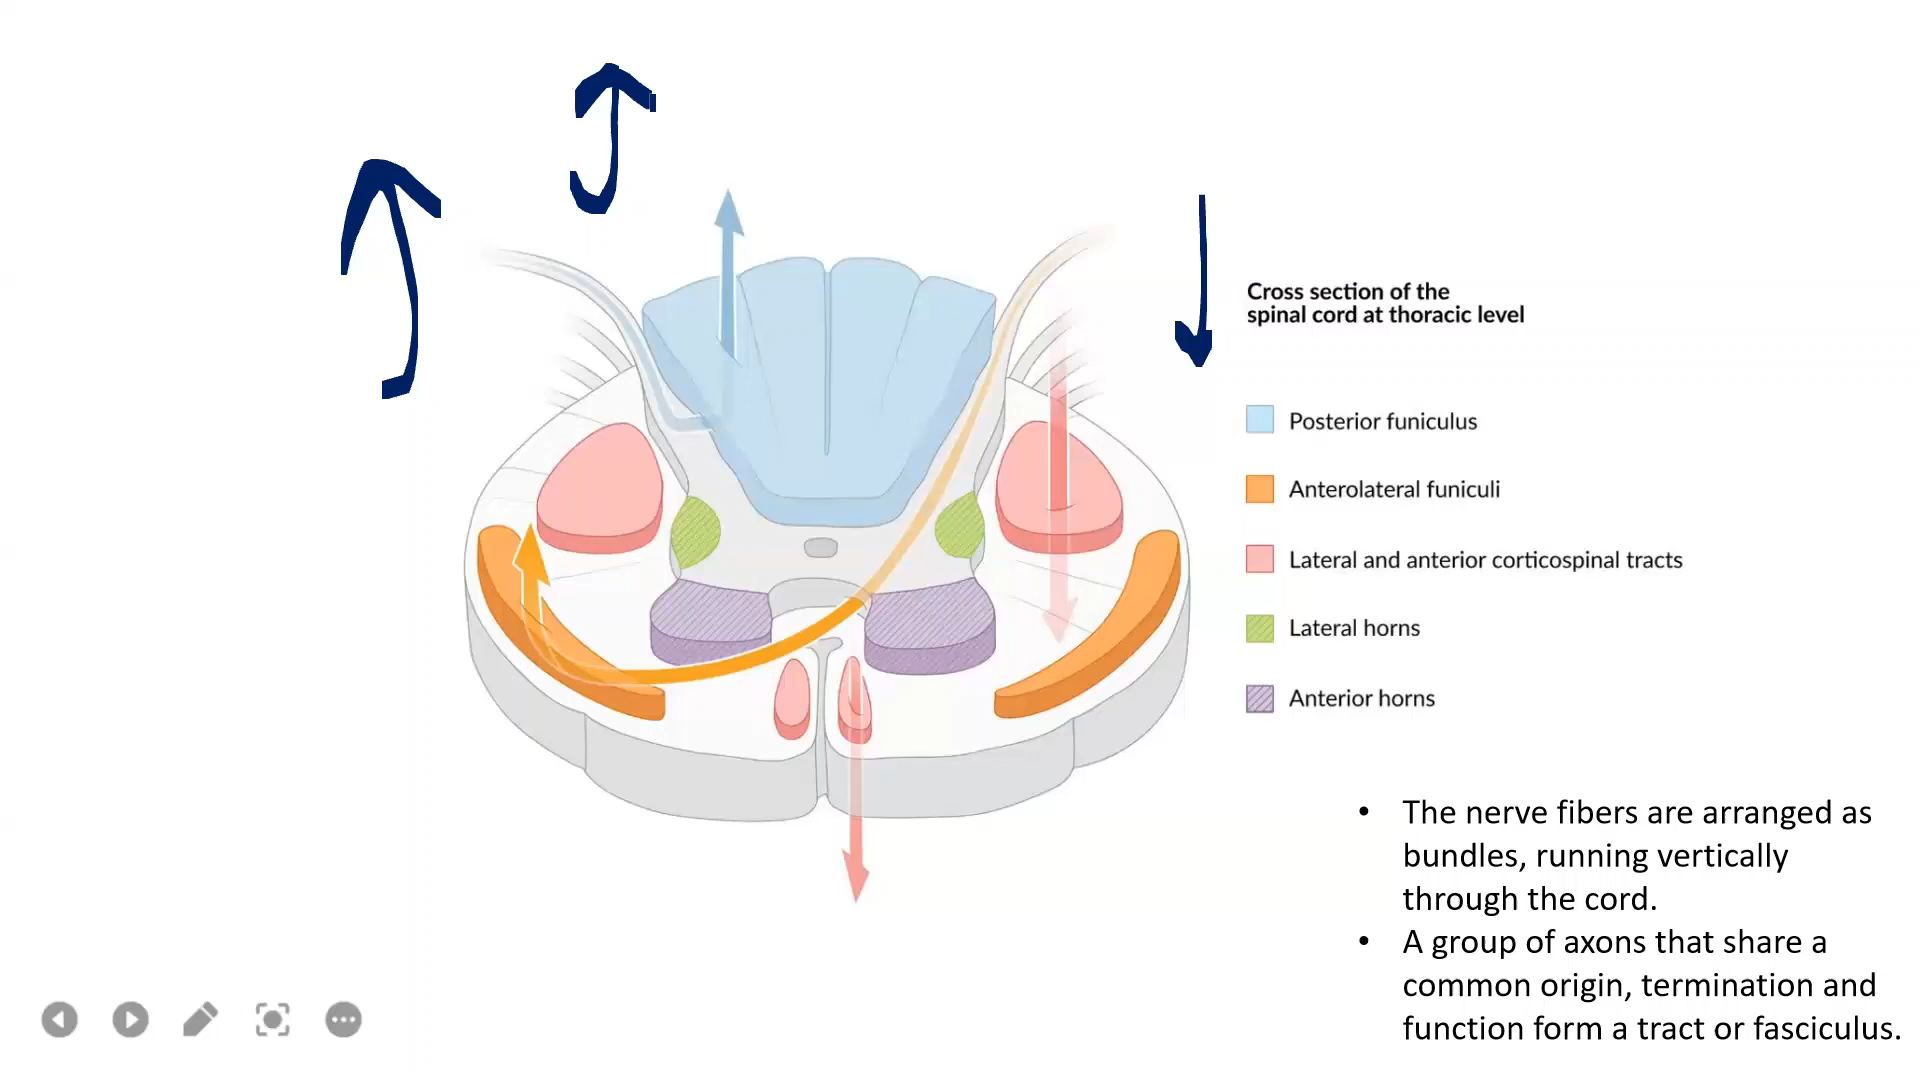 Cross section of the
spinal cord at thoracic level
Posterior funiculus
Anterolateral funiculi
Lateral and anterior corticospinal tracts
Lateral horns
Anterior horns
• The nerve fibers are arranged as
bundles, running vertically
through the cord.
• A group of axons that share a
common origin, termination and
function form a tract or fasciculus.